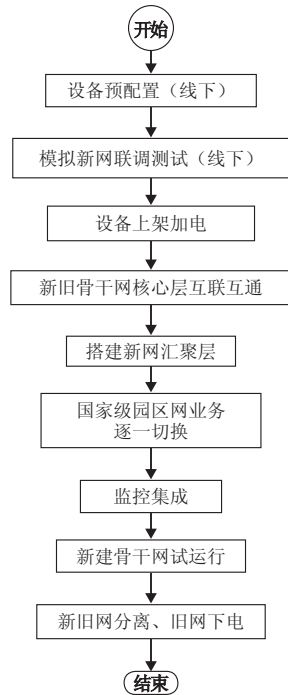 开始
设备预配置（线下）
模拟新网联调测试（线下）
设备上架加电
新旧骨干网核心层互联互通
搭建新网汇聚层
国家级园区网业务
逐一切换
监控集成
新建骨干网试运行
新旧网分离、旧网下电
结束